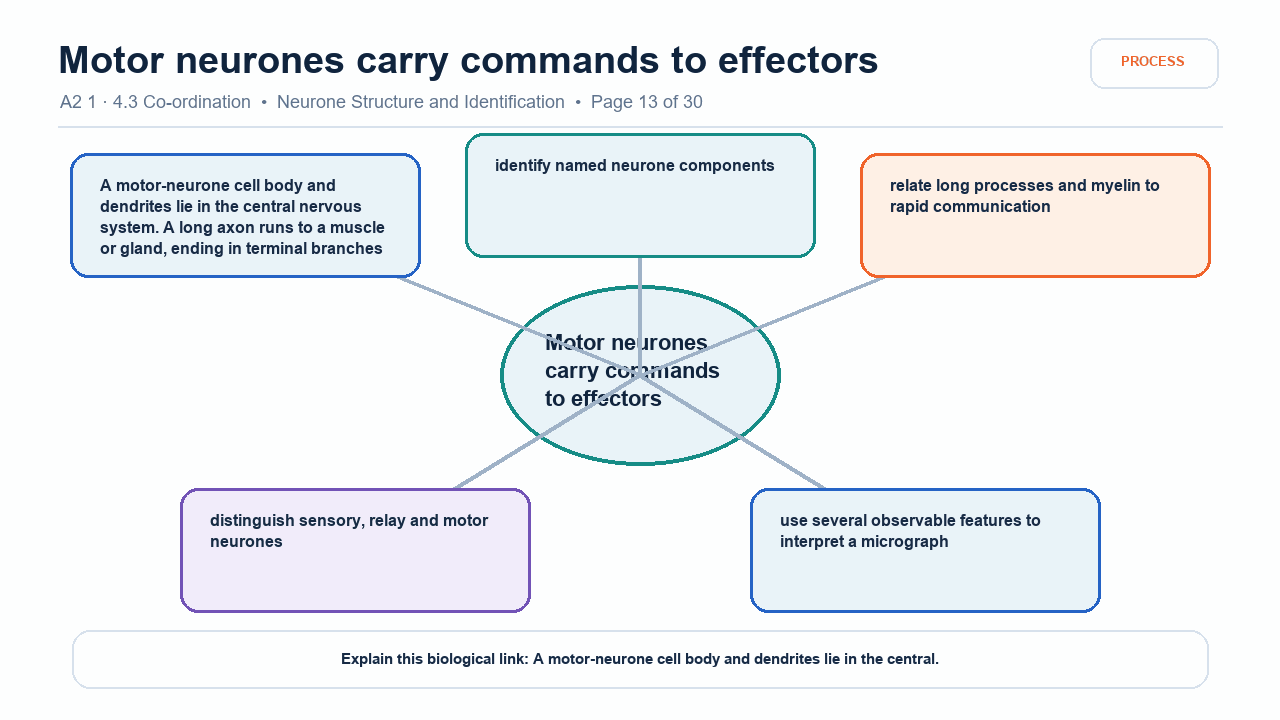 Motor neurones carry commands to effectors
PROCESS
A2 1 · 4.3 Co-ordination • Neurone Structure and Identification • Page 13 of 30
A motor-neurone cell body and
dendrites lie in the central nervous
system. A long axon runs to a muscle
or gland, ending in terminal branches
identify named neurone components
relate long processes and myelin to
rapid communication
Motor neurones
carry commands
to effectors
distinguish sensory, relay and motor
neurones
use several observable features to
interpret a micrograph
Explain this biological link: A motor-neurone cell body and dendrites lie in the central.